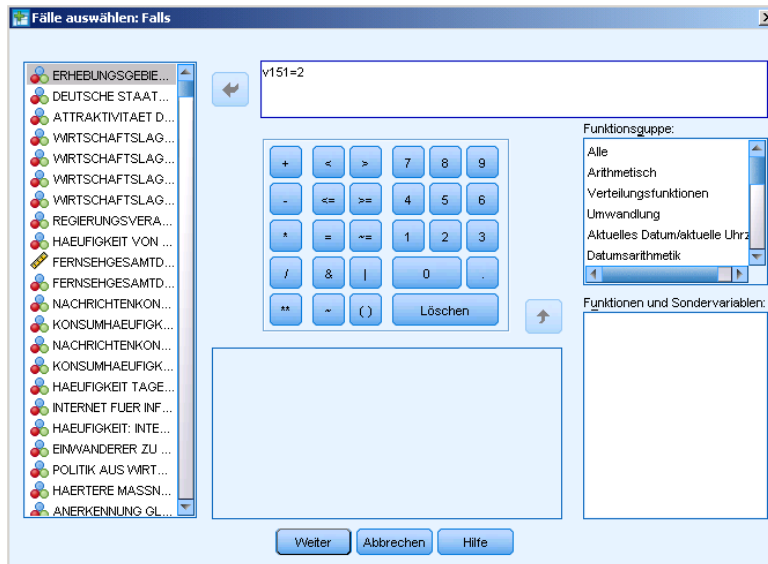 Fälle auswählen: Falls
ERHEBUNGSGEBIE...
DEUTSCHE STAAT...
ATTRAKTIVITAET D...
WIRTSCHAFTSLAG...
WIRTSCHAFTSLAG...
WIRTSCHAFTSLAG...
WIRTSCHAFTSLAG...
REGIERUNGSVERA...
HAEUFIGKEIT VON ...
FERNSEHGESAMTD...
FERNSEHGESAMTD...
NACHRICHTENKON...
KONSUMHAEUFIGK...
NACHRICHTENKON...
KONSUMHAEUFIGK...
HAEUFIGKEIT TAGE...
INTERNET FUER INF...
HAEUFIGKEIT: INTE...
EINWANDERER ZU ...
POLITIK AUS WIRT...
HAERTERE MASSN...
ANERKENNUNG GL...
v151=2
+ < > 7 8 9
- <= >= 4 5 6
* = ~= 1 2 3
/ & | 0 .
** ~ ( ) Löschen
Funktionsgruppe:
Alle
Arithmetisch
Verteilungsfunktionen
Umwandlung
Aktuelles Datum/aktuelle Uhrz
Datumsarithmetik
Funktionen und Sondervariablen:
Weiter Abbrechen Hilfe